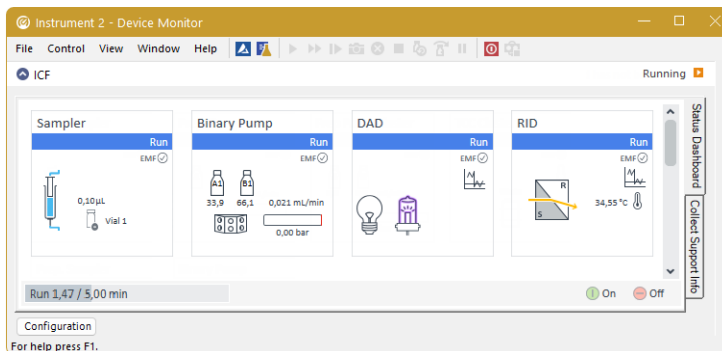 Instrument 2 - Device Monitor
File Control View Window Help
ICF
Running
Sampler
Run
EMF
0,10µL
Vial 1
Binary Pump
Run
EMF
A1 B1
33,9 66,1 0,021 mL/min
0,00 bar
DAD
Run
EMF
RID
Run
EMF
R
S
34,55 °C
Status Dashboard
Collect Support Info
Run 1,47 / 5,00 min
On Off
Configuration
For help press F1.